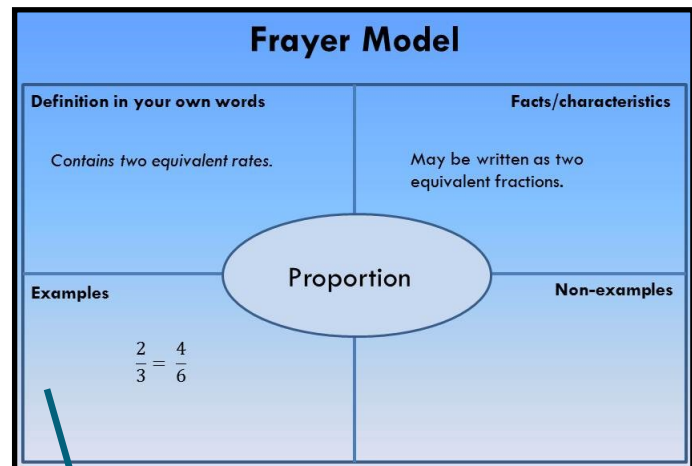 Frayer Model
Definition in your own words
Facts/characteristics
Contains two equivalent rates.
May be written as two
equivalent fractions.
Proportion
Examples
Non-examples
2/3 = 4/6